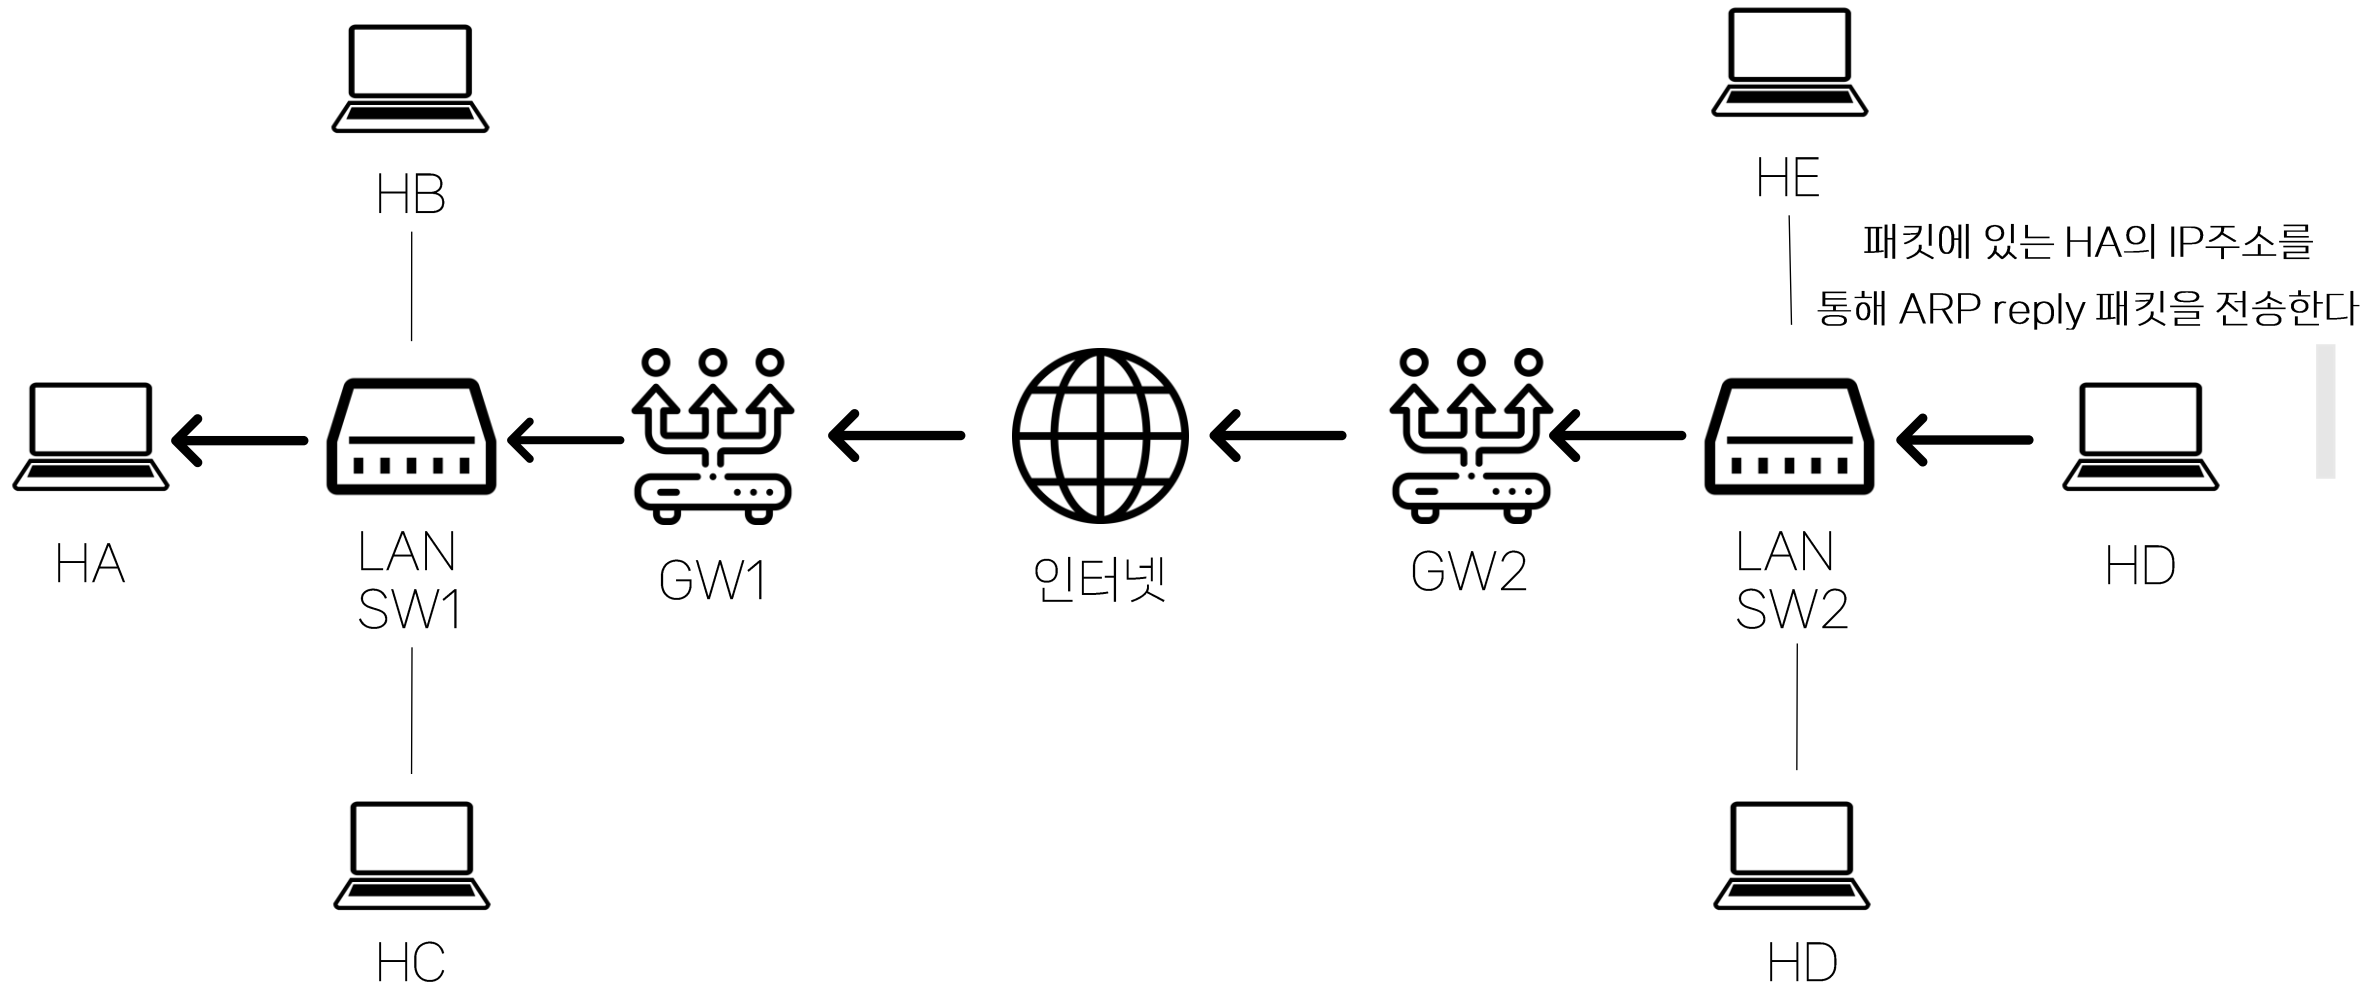 HB
HE
패킷에 있는 HA의 IP주소를
통해 ARP reply 패킷을 전송한다
HA
LAN
SW1
GW1
인터넷
GW2
LAN
SW2
HD
HC
HD